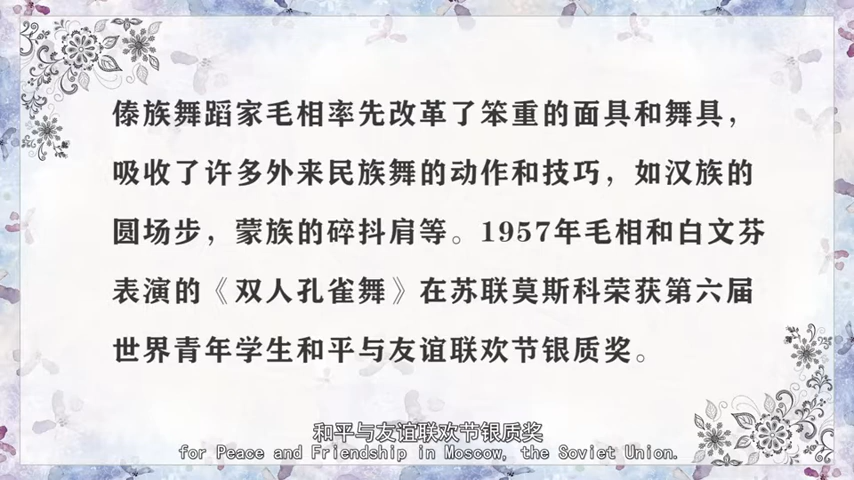 傣族舞蹈家毛相率先改革了笨重的面具和舞具，
吸收了许多外来民族舞的动作和技巧，如汉族的
圆场步，蒙族的碎抖肩等。1957年毛相和白文芬
表演的《双人孔雀舞》在苏联莫斯科荣获第六届
世界青年学生和平与友谊联欢节银质奖。
和平与友谊联欢节银质奖
for Peace and Friendship in Moscow, the Soviet Union.